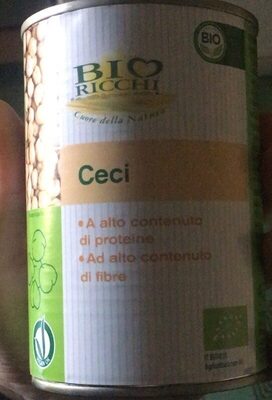 BIO
BIO
RICCHI
Cuore della Natura
Ceci
• A alto contenuto
di proteine
• Ad alto contenuto
di fibre